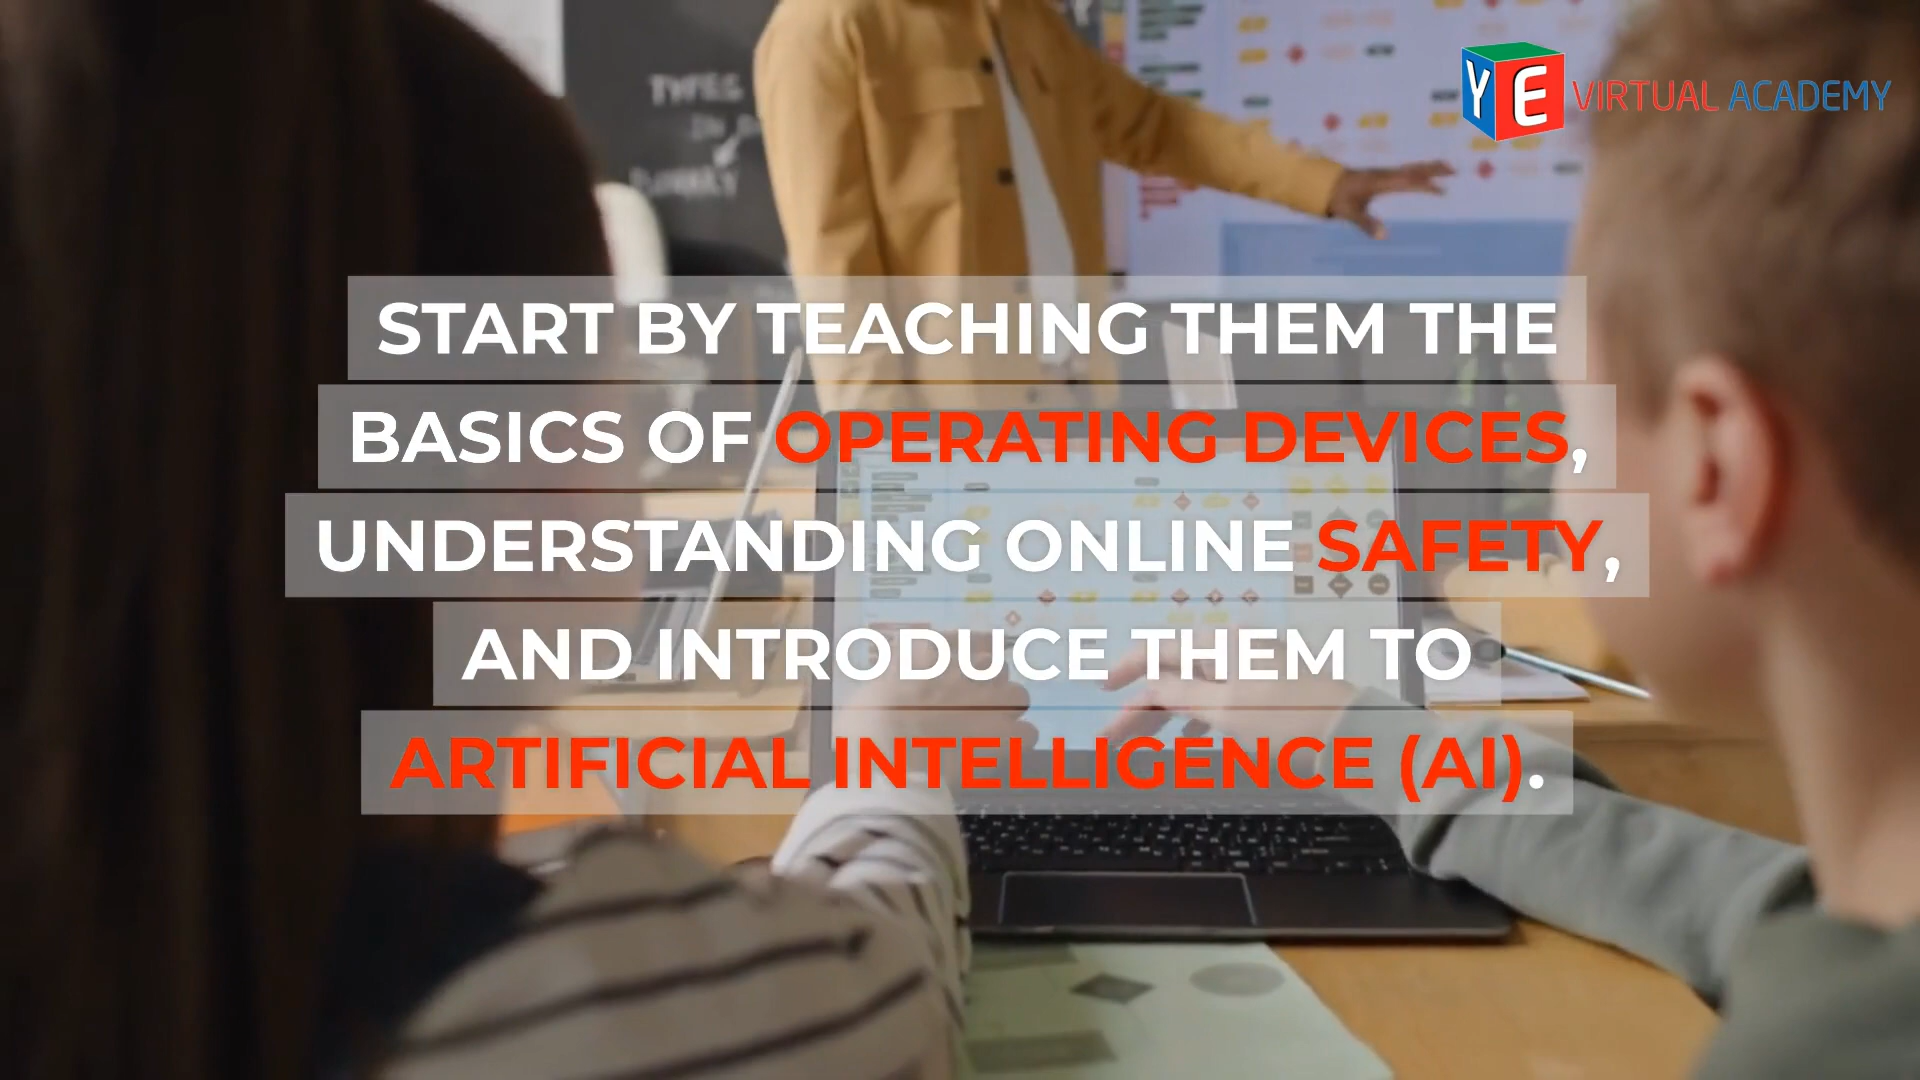 YE VIRTUAL ACADEMY
TYPES
START BY TEACHING THEM THE
BASICS OF OPERATING DEVICES,
UNDERSTANDING ONLINE SAFETY,
AND INTRODUCE THEM TO
ARTIFICIAL INTELLIGENCE (AI).